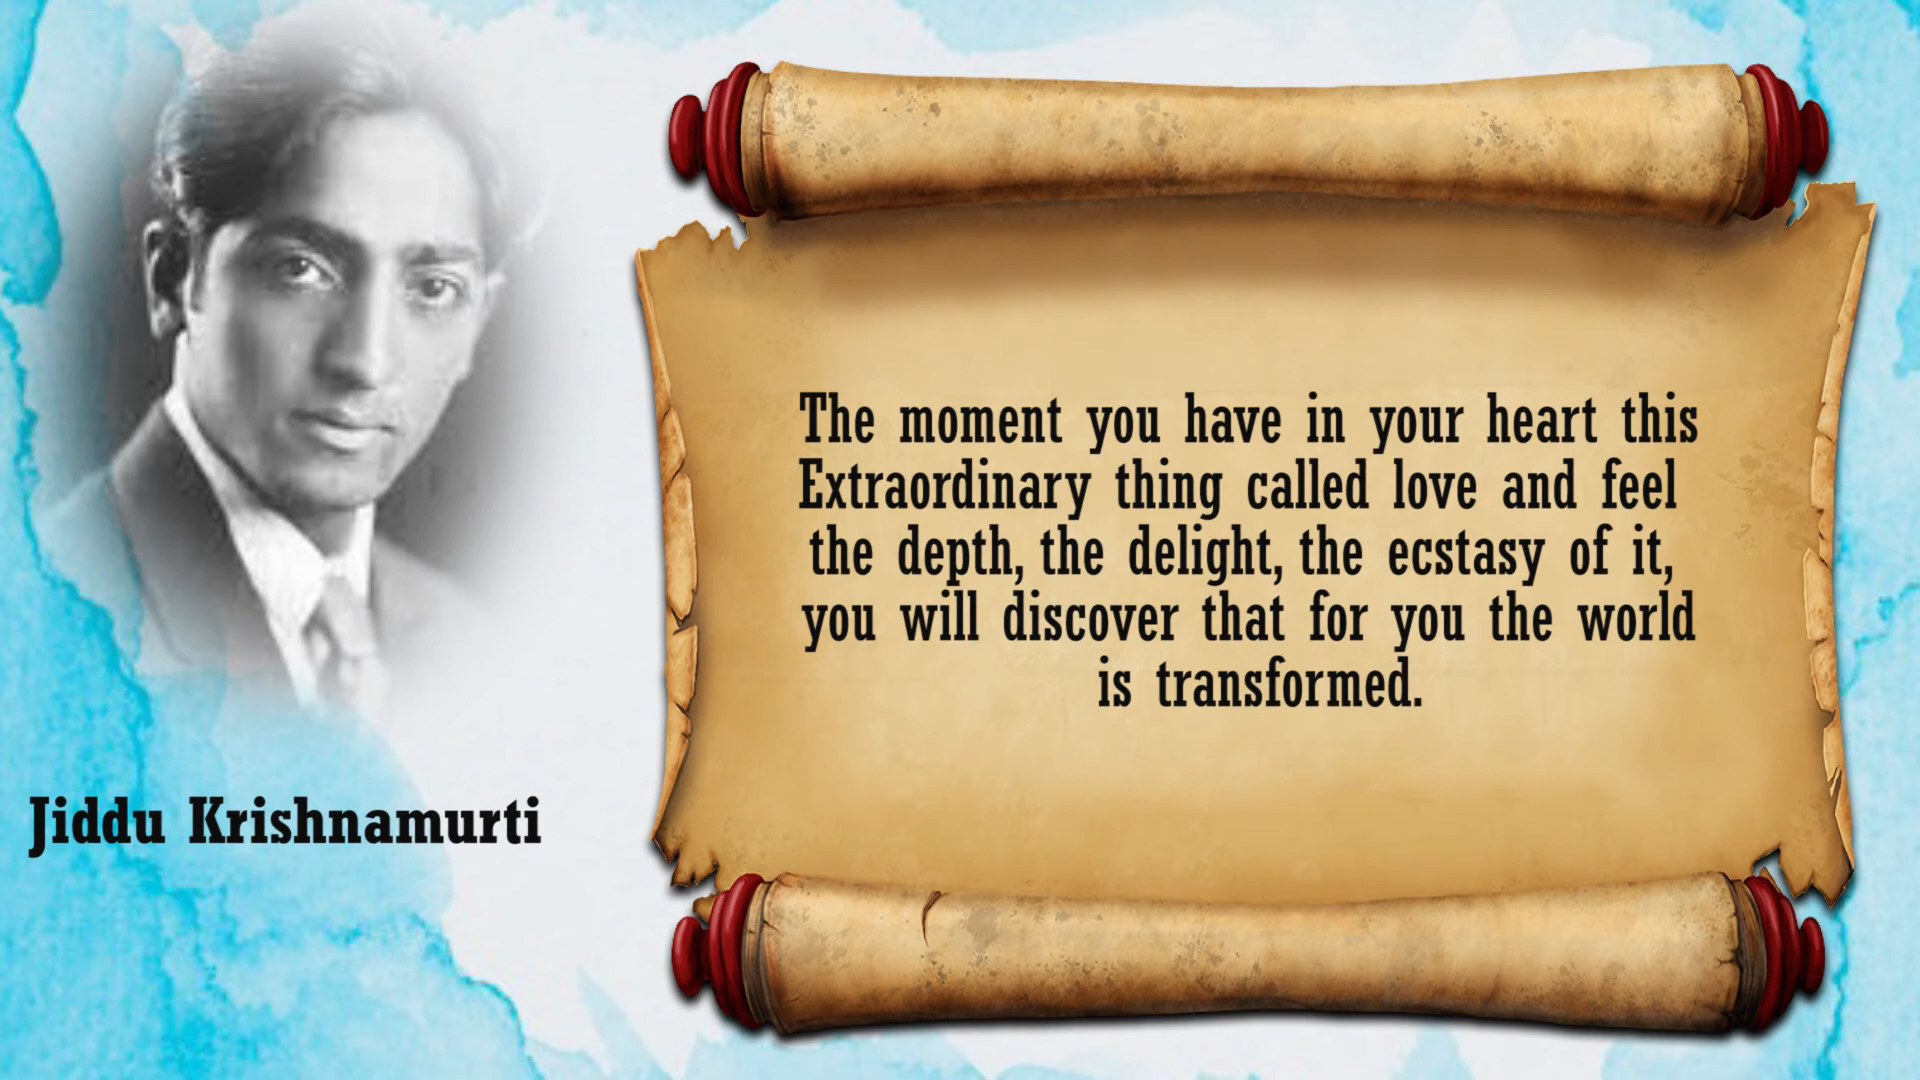 The moment you have in your heart this
Extraordinary thing called love and feel
the depth, the delight, the ecstasy of it,
you will discover that for you the world
is transformed.
Jiddu Krishnamurti